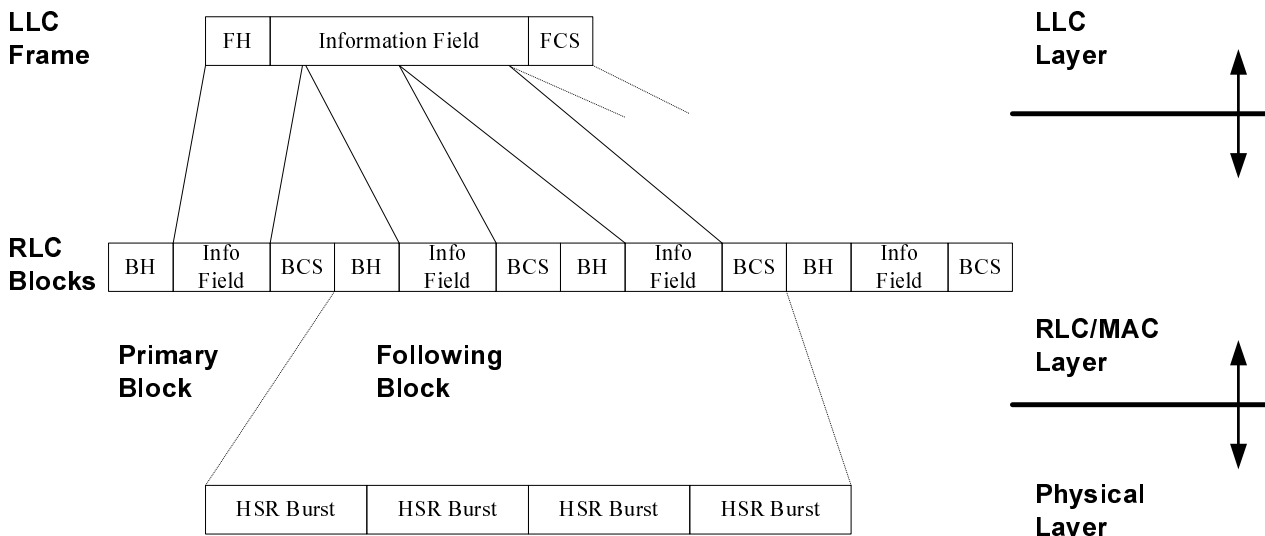 LLC
Frame
FH Information Field FCS
LLC
Layer
RLC
Blocks
BH Info
Field BCS BH Info
Field BCS BH Info
Field BCS BH Info
Field BCS
Primary
Block
Following
Block
RLC/MAC
Layer
HSR Burst HSR Burst HSR Burst HSR Burst
Physical
Layer